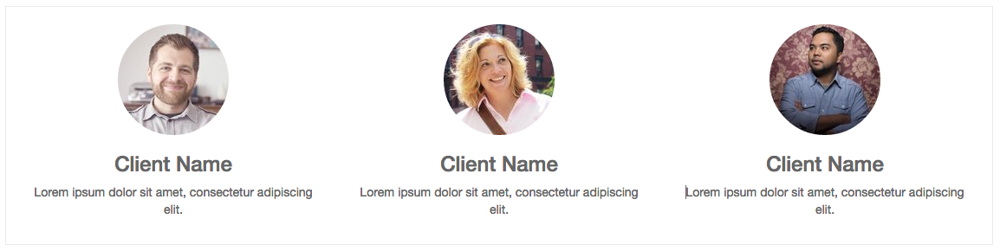 Client Name
Lorem ipsum dolor sit amet, consectetur adipiscing
elit.
Client Name
Lorem ipsum dolor sit amet, consectetur adipiscing
elit.
Client Name
Lorem ipsum dolor sit amet, consectetur adipiscing
elit.